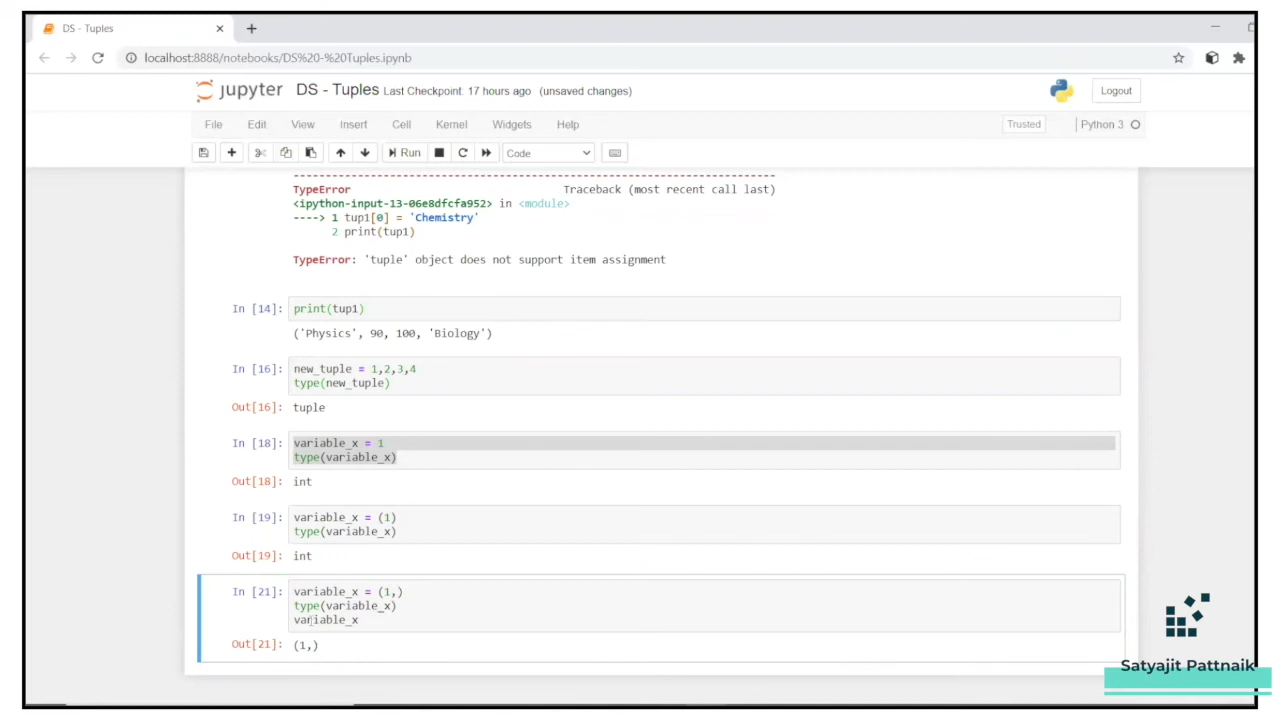 DS - Tuples
localhost:8888/notebooks/DS%20-%20Tuples.ipynb
jupyter DS - Tuples Last Checkpoint: 17 hours ago (unsaved changes) Logout
File Edit View Insert Cell Kernel Widgets Help Trusted Python 3
Run Code
---------------------------------------------------------------------------
TypeError Traceback (most recent call last)
<ipython-input-13-06e8dfcfa952> in <module>
----> 1 tup1[0] = 'Chemistry'
2 print(tup1)
TypeError: 'tuple' object does not support item assignment
In [14]: print(tup1)
('Physics', 90, 100, 'Biology')
In [16]: new_tuple = 1,2,3,4
type(new_tuple)
Out[16]: tuple
In [18]: variable_x = 1
type(variable_x)
Out[18]: int
In [19]: variable_x = (1)
type(variable_x)
Out[19]: int
In [21]: variable_x = (1,)
type(variable_x)
variable_x
Out[21]: (1,)
Satyajit Pattnaik